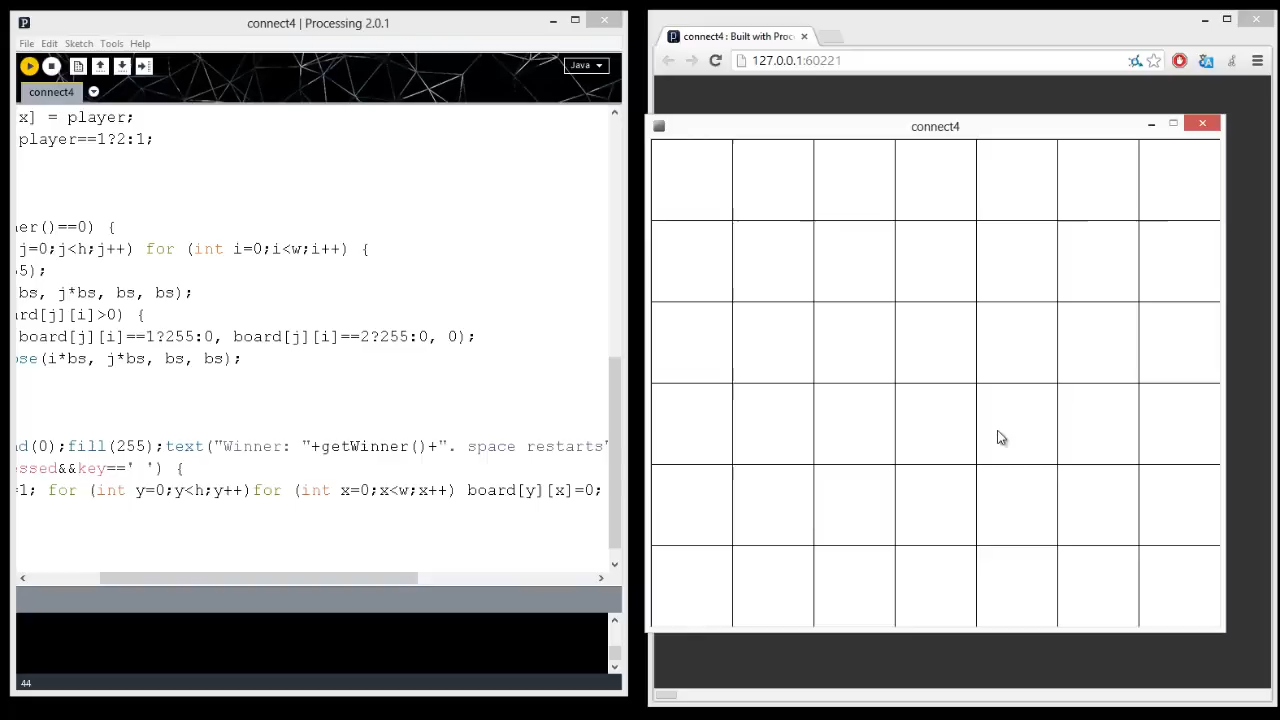 connect4 | Processing 2.0.1
File Edit Sketch Tools Help
Java
connect4
x] = player;
player==1?2:1;
er()==0) {
j=0;j<h;j++) for (int i=0;i<w;i++) {
5);
bs, j*bs, bs, bs);
rd[j][i]>0) {
board[j][i]==1?255:0, board[j][i]==2?255:0, 0);
se(i*bs, j*bs, bs, bs);
d(0);fill(255);text("Winner: "+getWinner()+". space restarts"
essed&&key==' ') {
=1; for (int y=0;y<h;y++)for (int x=0;x<w;x++) board[y][x]=0;
44
connect4 : Built with Proc
127.0.0.1:60221
connect4